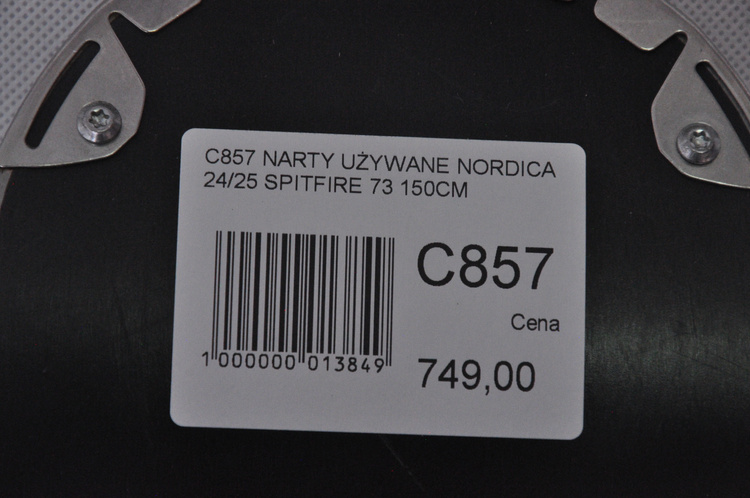 C857 NARTY UŻYWANE NORDICA
24/25 SPITFIRE 73 150CM
C857
Cena
749,00
1 000000 013849